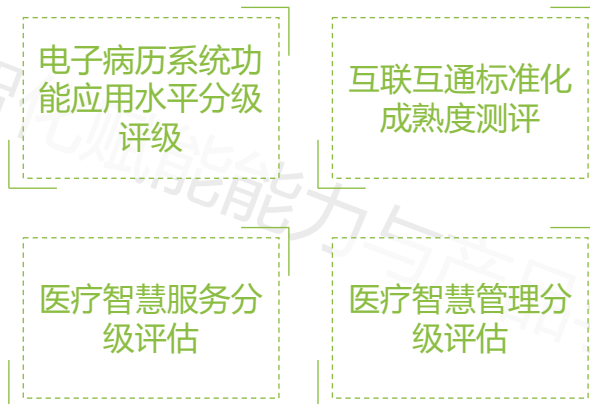 电子病历系统功
能应用水平分级
评级
互联互通标准化
成熟度测评
医疗智慧服务分
级评估
医疗智慧管理分
级评估